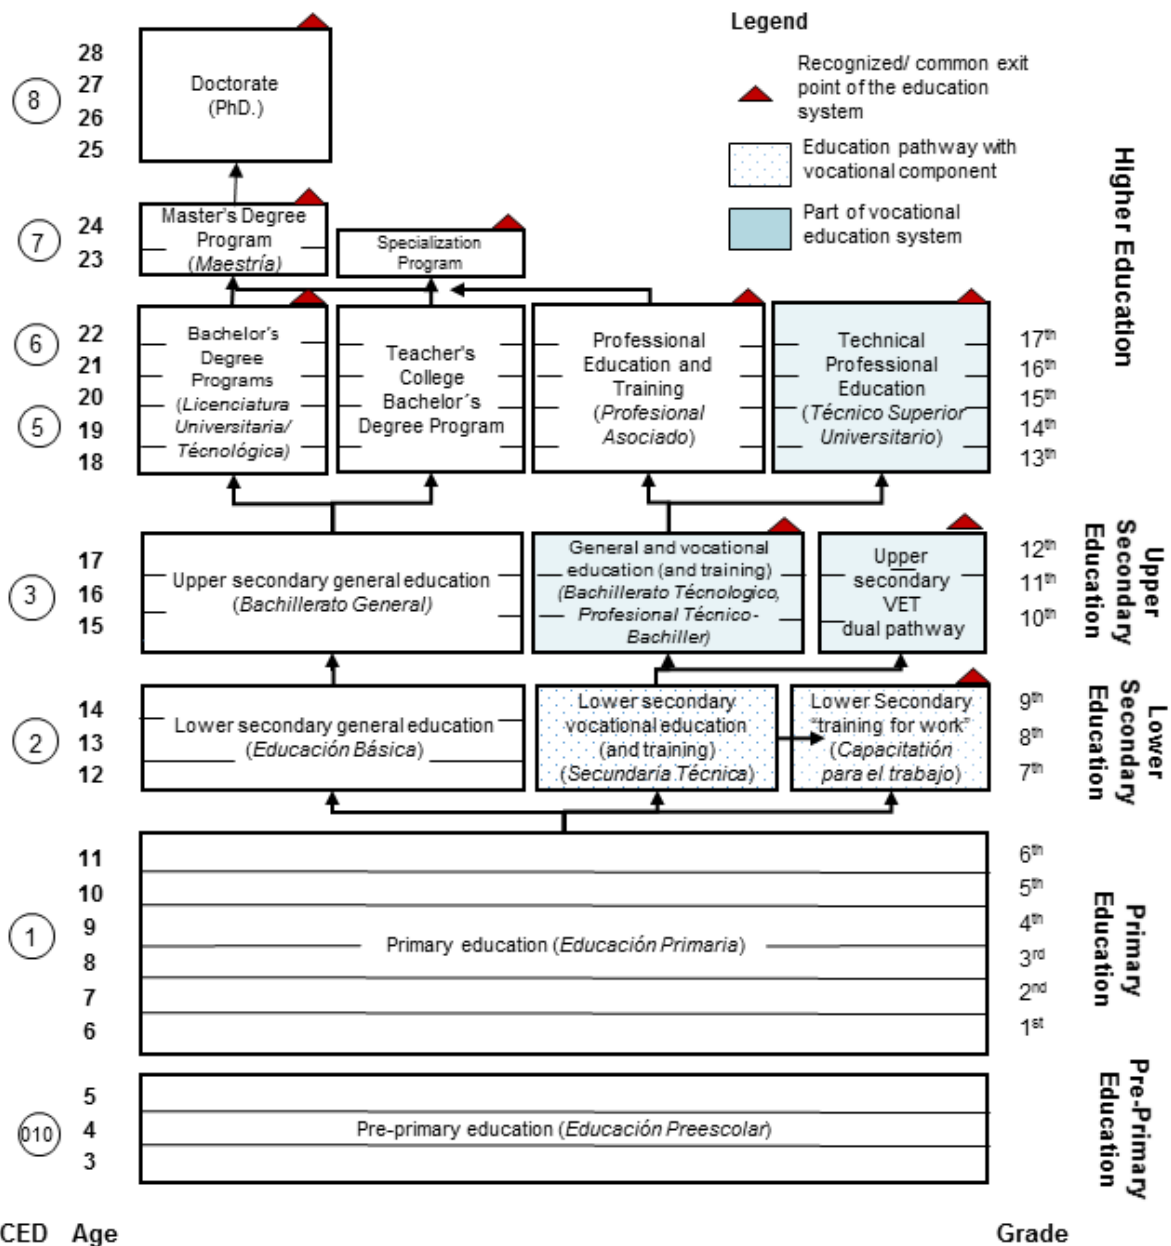 Legend
Recognized/ common exit
point of the education
system
Education pathway with
vocational component
Part of vocational
education system
Higher Education
28
27
26
25
8
Doctorate
(PhD.)
24
23
7
Master's Degree
Program
(Maestría)
Specialization
Program
22
21
20
19
18
6
5
Bachelor´s
Degree
Programs
(Licenciatura
Universitaria/
Técnológica)
Teacher's
College
Bachelor´s
Degree Program
Professional
Education and
Training
(Profesional
Asociado)
Technical
Professional
Education
(Técnico Superior
Universitario)
17th
16th
15th
14th
13th
17
16
15
3
Upper secondary general education
(Bachillerato General)
General and vocational
education (and training)
(Bachillerato Técnologico,
Profesional Técnico-
Bachiller)
Upper
secondary
VET
dual pathway
12th
11th
10th
Upper
Secondary
Education
14
13
12
2
Lower secondary general education
(Educación Básica)
Lower secondary
vocational education
(and training)
(Secundaria Técnica)
Lower Secondary
“training for work”
(Capacitatión
para el trabajo)
9th
8th
7th
Lower
Secondary
Education
11
10
9
8
7
6
1
Primary education (Educación Primaria)
6th
5th
4th
3rd
2nd
1st
Primary
Education
5
4
3
010
Pre-primary education (Educación Preescolar)
Pre-Primary
Education
CED Age
Grade